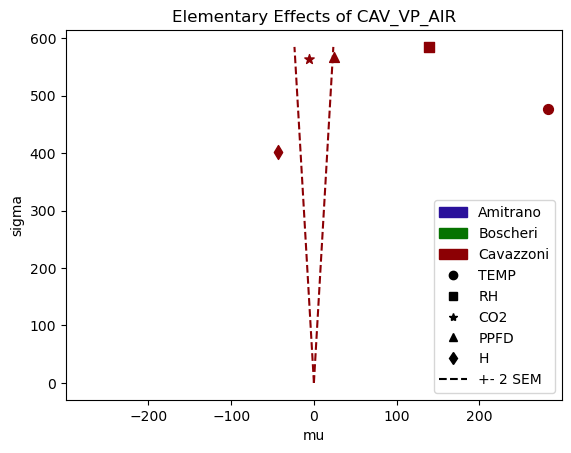 Elementary Effects of CAV_VP_AIR
600
500
400
300
200
100
0
sigma
−200
−100
0
100
200
mu
Amitrano
Boscheri
Cavazzoni
TEMP
RH
CO2
PPFD
H
+- 2 SEM